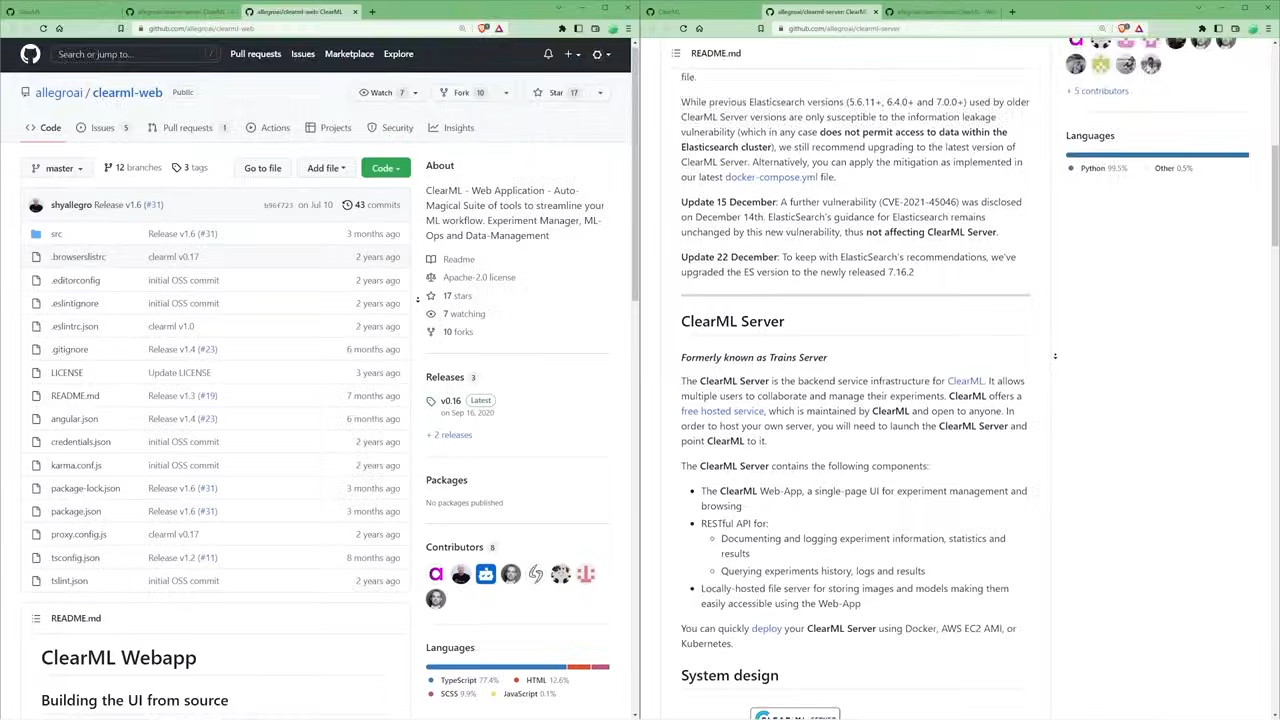 allegroai/clearml-web: ClearML
github.com/allegroai/clearml-web
Search or jump... /
Pull requests Issues Marketplace Explore
allegroai / clearml-web Public
Watch 7 Fork 10 Star 17
Code Issues 5 Pull requests 1 Actions Projects Security Insights
master 12 branches 3 tags Go to file Add file Code
shyallegro Release v1.6 (#31) b96f723 on Jul 10 43 commits
src Release v1.6 (#31) 3 months ago
.browserslistrc clearml v0.17 2 years ago
.editorconfig initial OSS commit 2 years ago
.eslintignore initial OSS commit 2 years ago
.eslintrc.json clearml v1.0 2 years ago
.gitignore Release v1.4 (#23) 6 months ago
LICENSE Update LICENSE 3 years ago
README.md Release v1.3 (#19) 7 months ago
angular.json Release v1.4 (#23) 6 months ago
credentials.json initial OSS commit 2 years ago
karma.conf.js initial OSS commit 2 years ago
package-lock.json Release v1.6 (#31) 3 months ago
package.json Release v1.6 (#31) 3 months ago
proxy.config.js clearml v0.17 2 years ago
tsconfig.json Release v1.2 (#11) 8 months ago
tslint.json initial OSS commit 2 years ago
README.md
ClearML Webapp
Building the UI from source
About
ClearML - Web Application - Auto-
Magical Suite of tools to streamline your
ML workflow. Experiment Manager, ML-
Ops and Data-Management
Readme
Apache-2.0 license
17 stars
7 watching
10 forks
Releases 3
v0.16 Latest
on Sep 16, 2020
+ 2 releases
Packages
No packages published
Contributors 8
Languages
TypeScript 77.4% HTML 12.6%
SCSS 9.9% JavaScript 0.1%
allegroai/clearml-server: ClearML
github.com/allegroai/clearml-server
README.md
file.
While previous Elasticsearch versions (5.6.11+, 6.4.0+ and 7.0.0+) used by older
ClearML Server versions are only susceptible to the information leakage
vulnerability (which in any case does not permit access to data within the
Elasticsearch cluster), we still recommend upgrading to the latest version of
ClearML Server. Alternatively, you can apply the mitigation as implemented in
our latest docker-compose.yml file.
Update 15 December: A further vulnerability (CVE-2021-45046) was disclosed
on December 14th. ElasticSearch's guidance for Elasticsearch remains
unchanged by this new vulnerability, thus not affecting ClearML Server.
Update 22 December: To keep with ElasticSearch's recommendations, we've
upgraded the ES version to the newly released 7.16.2
ClearML Server
Formerly known as Trains Server
The ClearML Server is the backend service infrastructure for ClearML. It allows
multiple users to collaborate and manage their experiments. ClearML offers a
free hosted service, which is maintained by ClearML and open to anyone. In
order to host your own server, you will need to launch the ClearML Server and
point ClearML to it.
The ClearML Server contains the following components:
The ClearML Web-App, a single-page UI for experiment management and
browsing
RESTful API for:
Documenting and logging experiment information, statistics and
results
Querying experiments history, logs and results
Locally-hosted file server for storing images and models making them
easily accessible using the Web-App
You can quickly deploy your ClearML Server using Docker, AWS EC2 AMI, or
Kubernetes.
System design
+ 5 contributors
Languages
Python 99.5% Other 0.5%